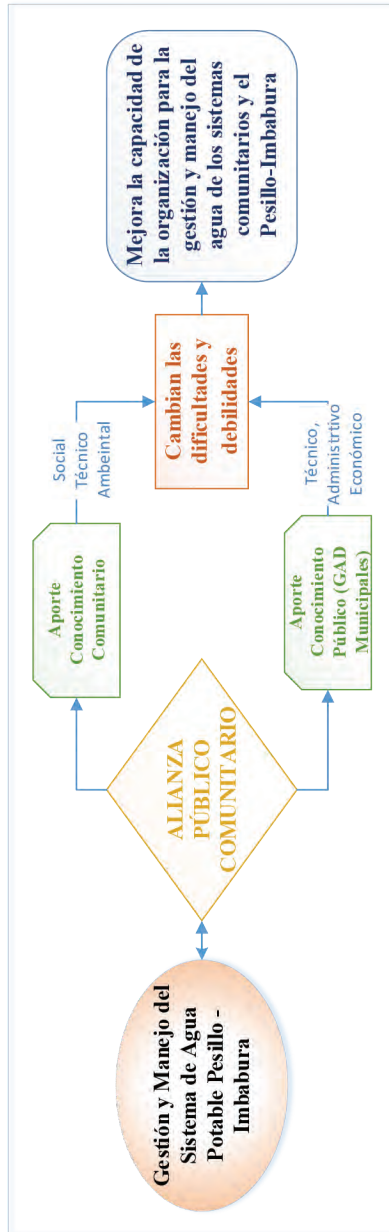 Gestión y Manejo del
Sistema de Agua
Potable Pesillo -
Imbabura
ALIANZA
PÚBLICO
COMUNITARIO
Aporte
Conocimiento
Comunitario
Social
Técnico
Ambeintal
Aporte
Conocimiento
Público (GAD
Municipales)
Técnico,
Administrtivo
Económico
Cambian las
dificultades y
debilidades
Mejora la capacidad de
la organización para la
gestión y manejo del
agua de los sistemas
comunitarios y el
Pesillo-Imbabura